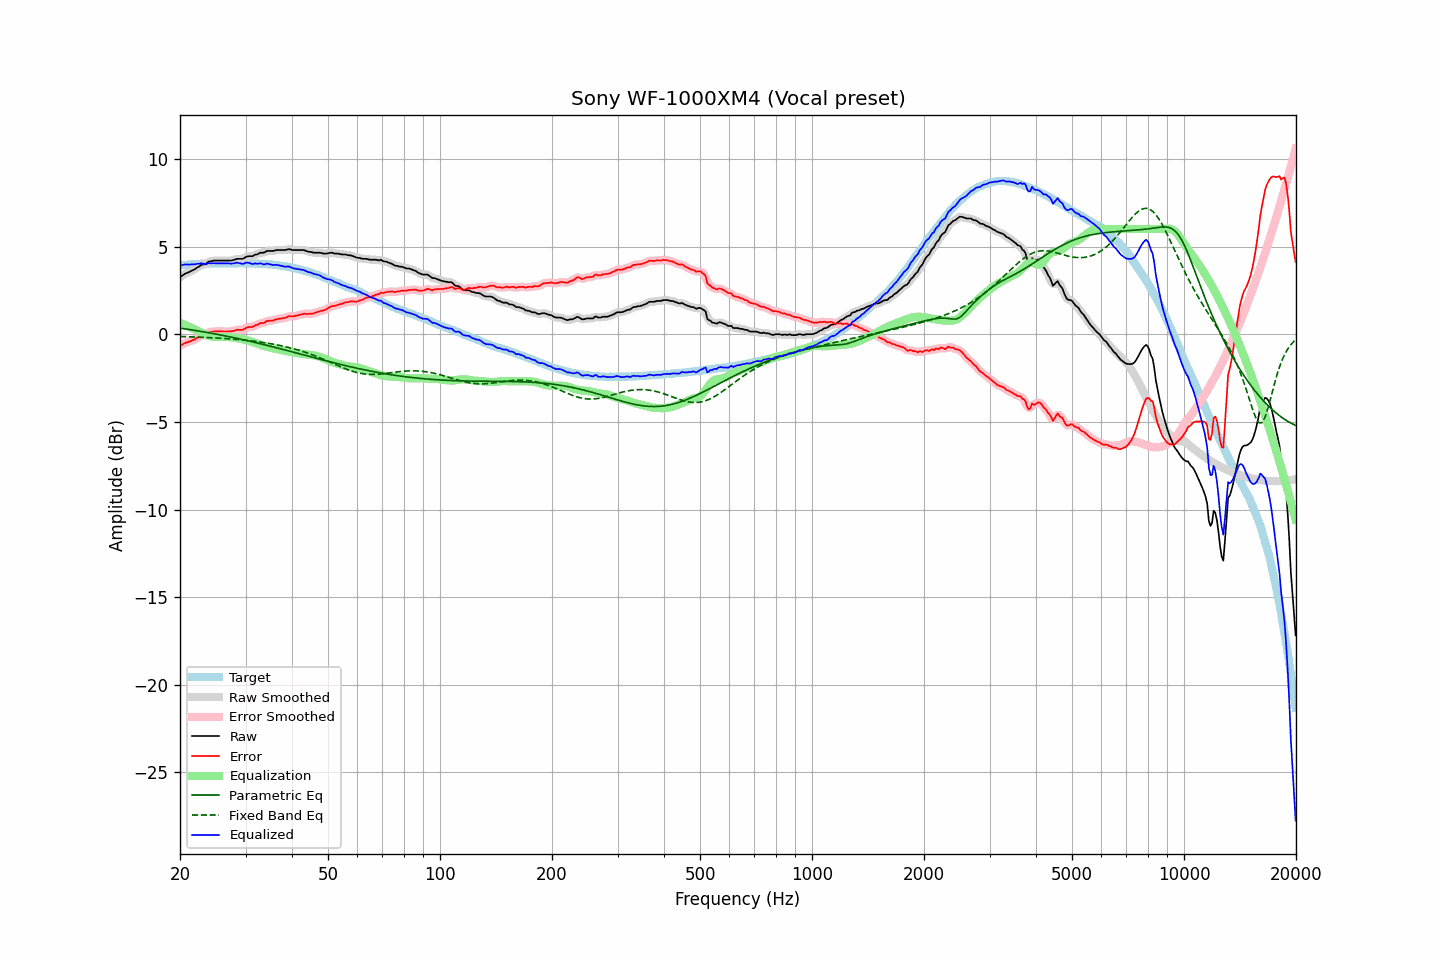 Sony WF-1000XM4 (Vocal preset)
10
5
0
−5
−10
−15
−20
−25
Amplitude (dBr)
Target
Raw Smoothed
Error Smoothed
Raw
Error
Equalization
Parametric Eq
Fixed Band Eq
Equalized
20 50 100 200 500 1000 2000 5000 10000 20000
Frequency (Hz)